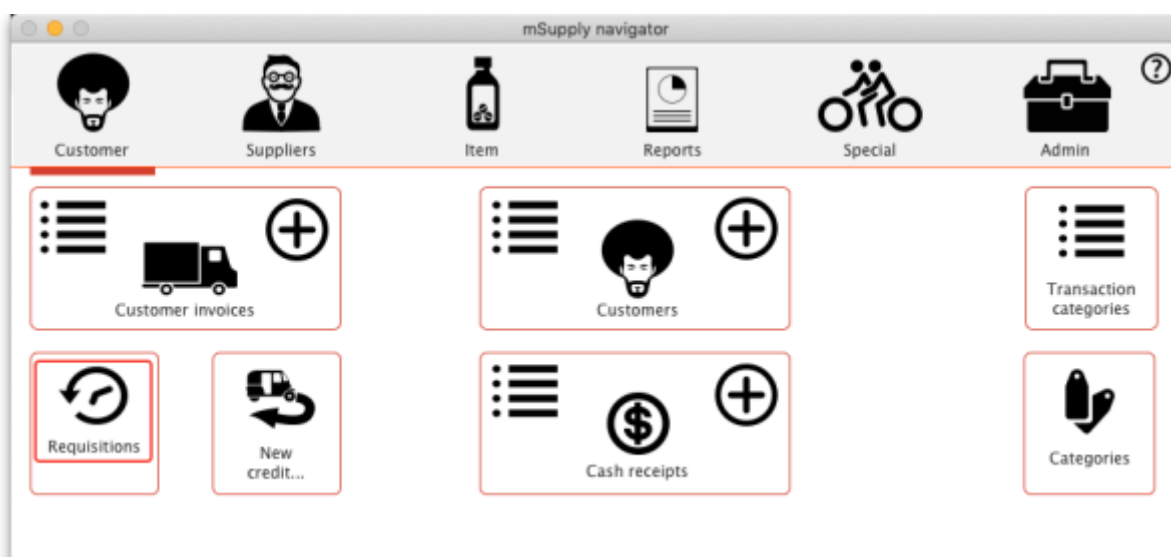 mSupply navigator
?
Customer
Suppliers
Item
Reports
Special
Admin
Customer invoices
Customers
Transaction
categories
Requisitions
New
credit...
$
Cash receipts
Categories